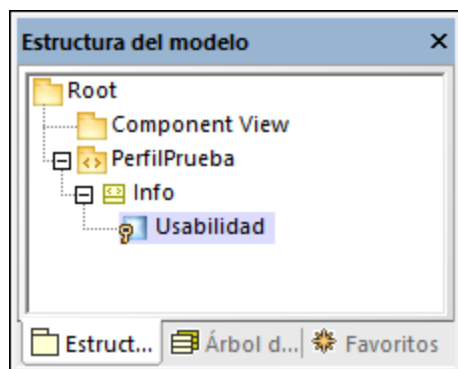 Estructura del modelo
Root
Component View
PerfilPrueba
Info
Usabilidad
Estruct... Árbol d... Favoritos